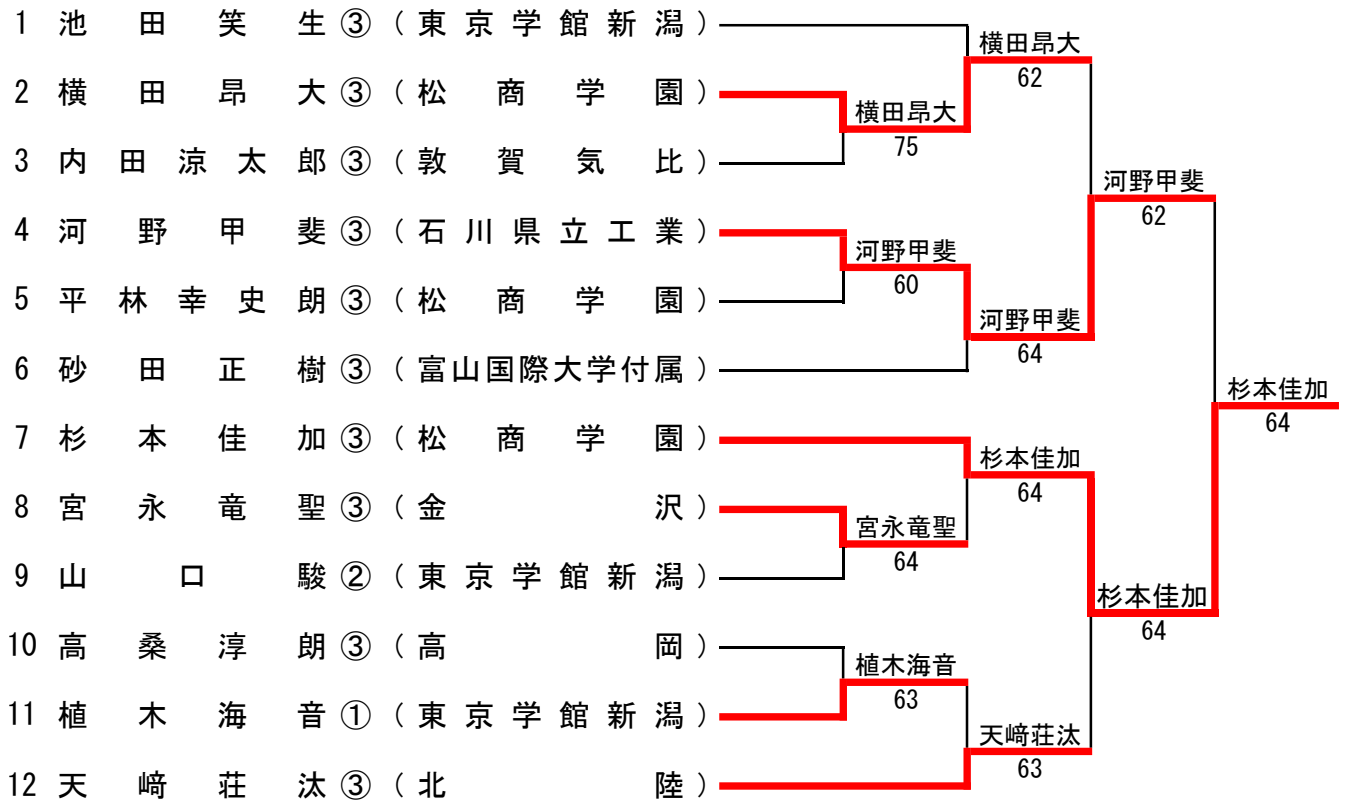 1 池田笑生③(東京学館新潟)
横田昂大
62
2 横田昂大③(松商学園)
横田昂大
75
3 内田涼太郎③(敦賀気比)
河野甲斐
62
4 河野甲斐③(石川県立工業)
河野甲斐
60
5 平林幸史朗③(松商学園)
河野甲斐
64
6 砂田正樹③(富山国際大学付属)
杉本佳加
64
7 杉本佳加③(松商学園)
杉本佳加
64
8 宮永竜聖③(金沢)
宮永竜聖
64
9 山口駿②(東京学館新潟)
杉本佳加
64
10 高桑淳朗③(高岡)
植木海音
63
11 植木海音①(東京学館新潟)
天﨑荘汰
63
12 天﨑荘汰③(北陸)